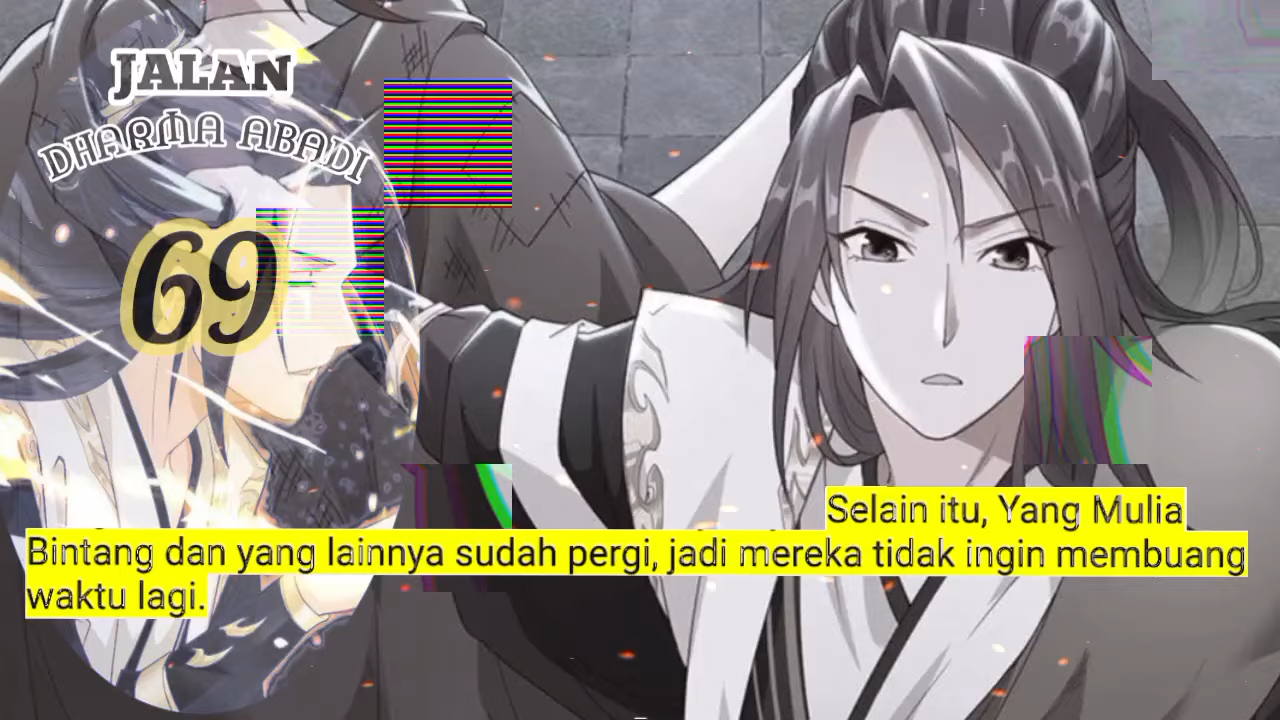 JALAN
DHARMA ABADI
69
Selain itu, Yang Mulia
Bintang dan yang lainnya sudah pergi, jadi mereka tidak ingin membuang
waktu lagi.